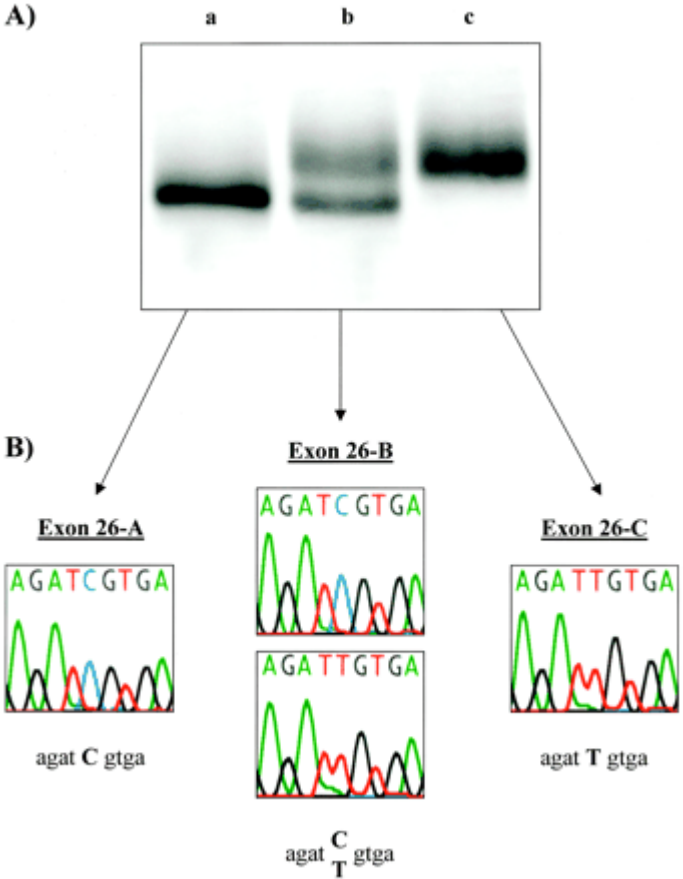 A)
a b c
B)
Exon 26-B
Exon 26-A
Exon 26-C
AGATCGTGA
AGATCGTGA
AGATTGTGA
AGATTGTGA
agat C gtga
agat T gtga
agat C/T gtga